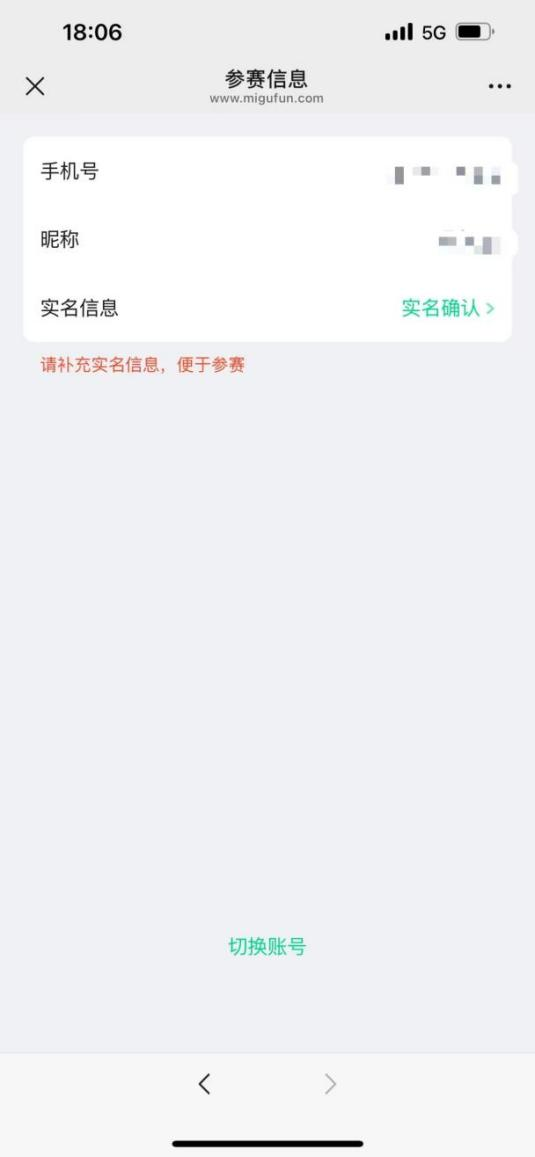 18:06
5G
参赛信息
www.migufun.com
手机号
昵称
实名信息
实名确认 >
请补充实名信息，便于参赛
切换账号